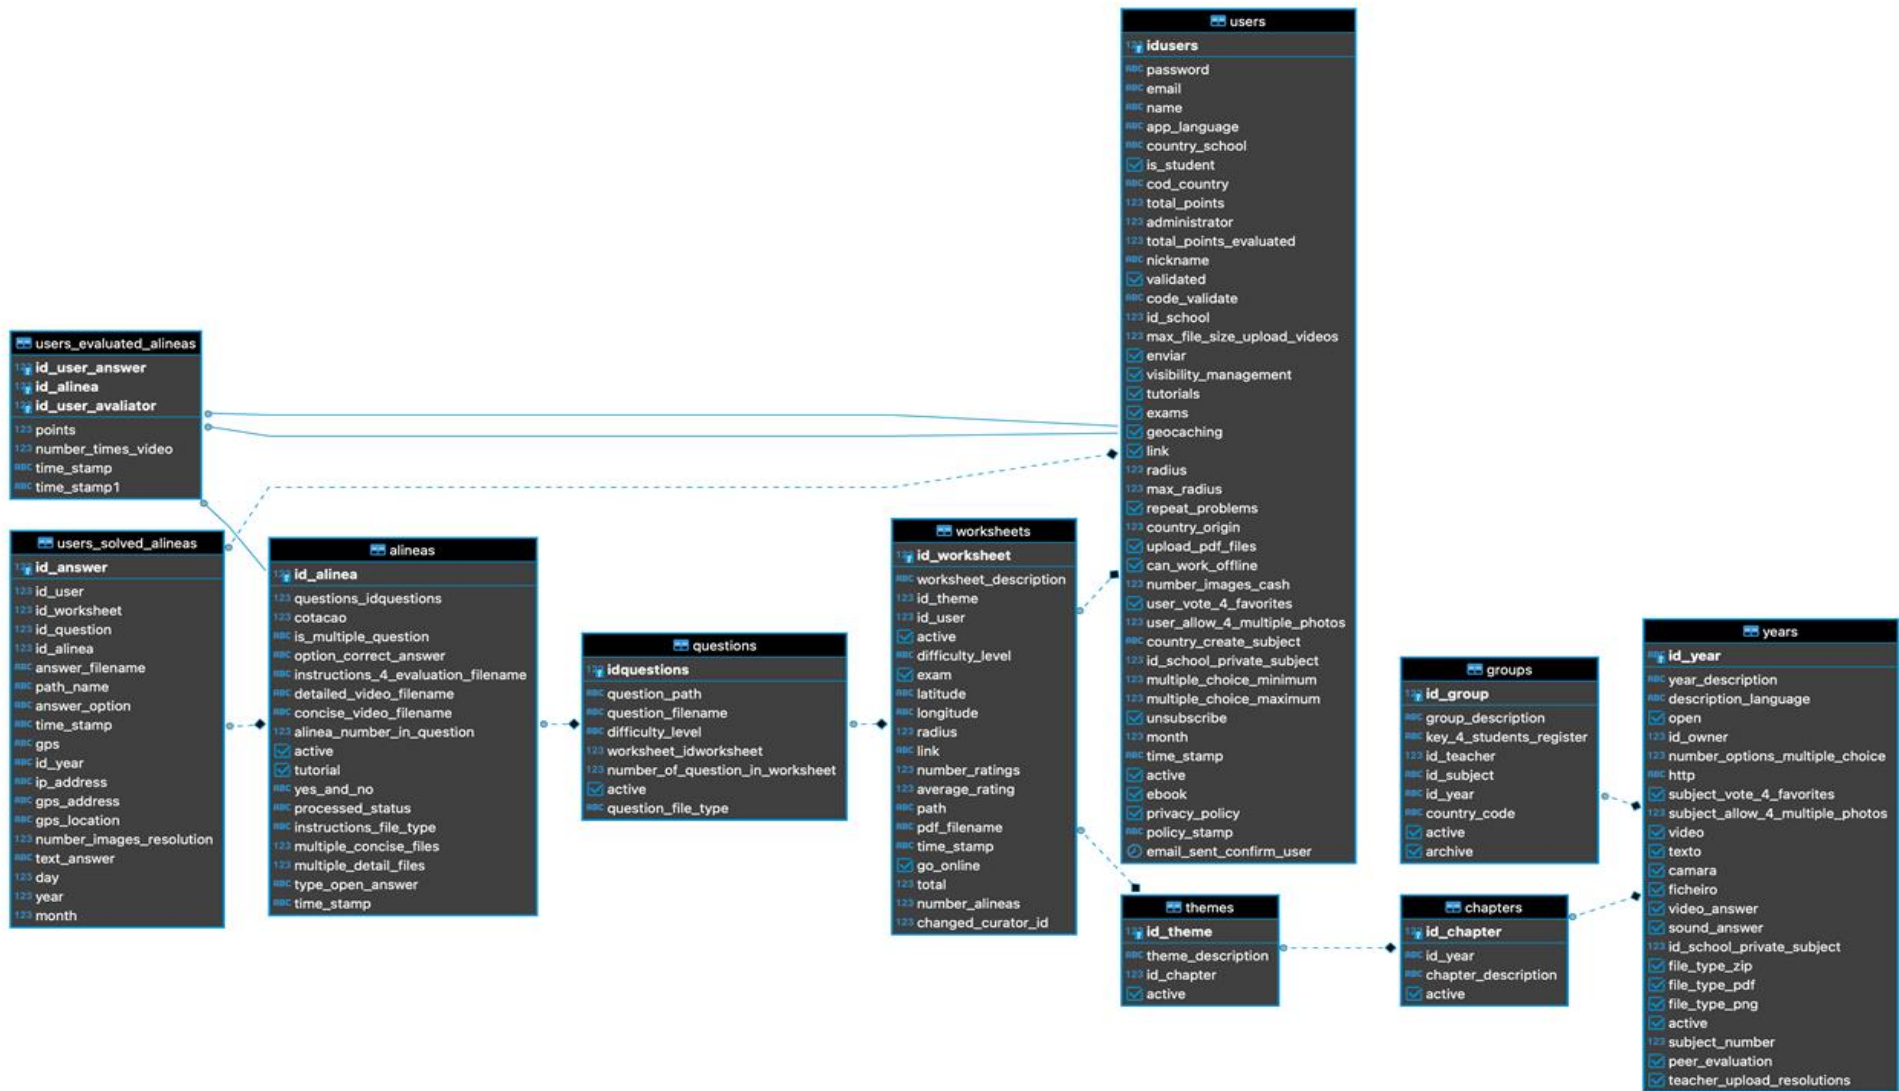 users
idusers
password
email
name
app_language
country_school
is_student
cod_country
total_points
administrator
total_points_evaluated
nickname
validated
code_validate
id_school
max_file_size_upload_videos
enviar
visibility_management
tutorials
exams
geocaching
link
radius
max_radius
repeat_problems
country_origin
upload_pdf_files
can_work_offline
number_images_cash
user_vote_4_favorites
user_allow_4_multiple_photos
country_create_subject
id_school_private_subject
multiple_choice_minimum
multiple_choice_maximum
unsubscribe
month
time_stamp
active
ebook
privacy_policy
policy_stamp
email_sent_confirm_user
users_evaluated_alineas
id_user_answer
id_alinea
id_user_avaliator
points
number_times_video
time_stamp
time_stamp1
users_solved_alineas
id_answer
id_user
id_worksheet
id_question
id_alinea
answer_filename
path_name
answer_option
time_stamp
gps
id_year
ip_address
gps_address
gps_location
number_images_resolution
text_answer
day
year
month
alineas
id_alinea
questions_idquestions
cotacao
is_multiple_question
option_correct_answer
instructions_4_evaluation_filename
detailed_video_filename
concise_video_filename
alinea_number_in_question
active
tutorial
yes_and_no
processed_status
instructions_file_type
multiple_concise_files
multiple_detail_files
type_open_answer
time_stamp
questions
idquestions
question_path
question_filename
difficulty_level
worksheet_idworksheet
number_of_question_in_worksheet
active
question_file_type
worksheets
id_worksheet
worksheet_description
id_theme
id_user
active
difficulty_level
exam
latitude
longitude
radius
link
number_ratings
average_rating
path
pdf_filename
time_stamp
go_online
total
number_alineas
changed_curator_id
themes
id_theme
theme_description
id_chapter
active
groups
id_group
group_description
key_4_students_register
id_teacher
id_subject
id_year
country_code
active
archive
chapters
id_chapter
id_year
chapter_description
active
years
id_year
year_description
description_language
open
id_owner
number_options_multiple_choice
http
subject_vote_4_favorites
subject_allow_4_multiple_photos
video
texto
camara
ficheiro
video_answer
sound_answer
id_school_private_subject
file_type_zip
file_type_pdf
file_type_png
active
subject_number
peer_evaluation
teacher_upload_resolutions